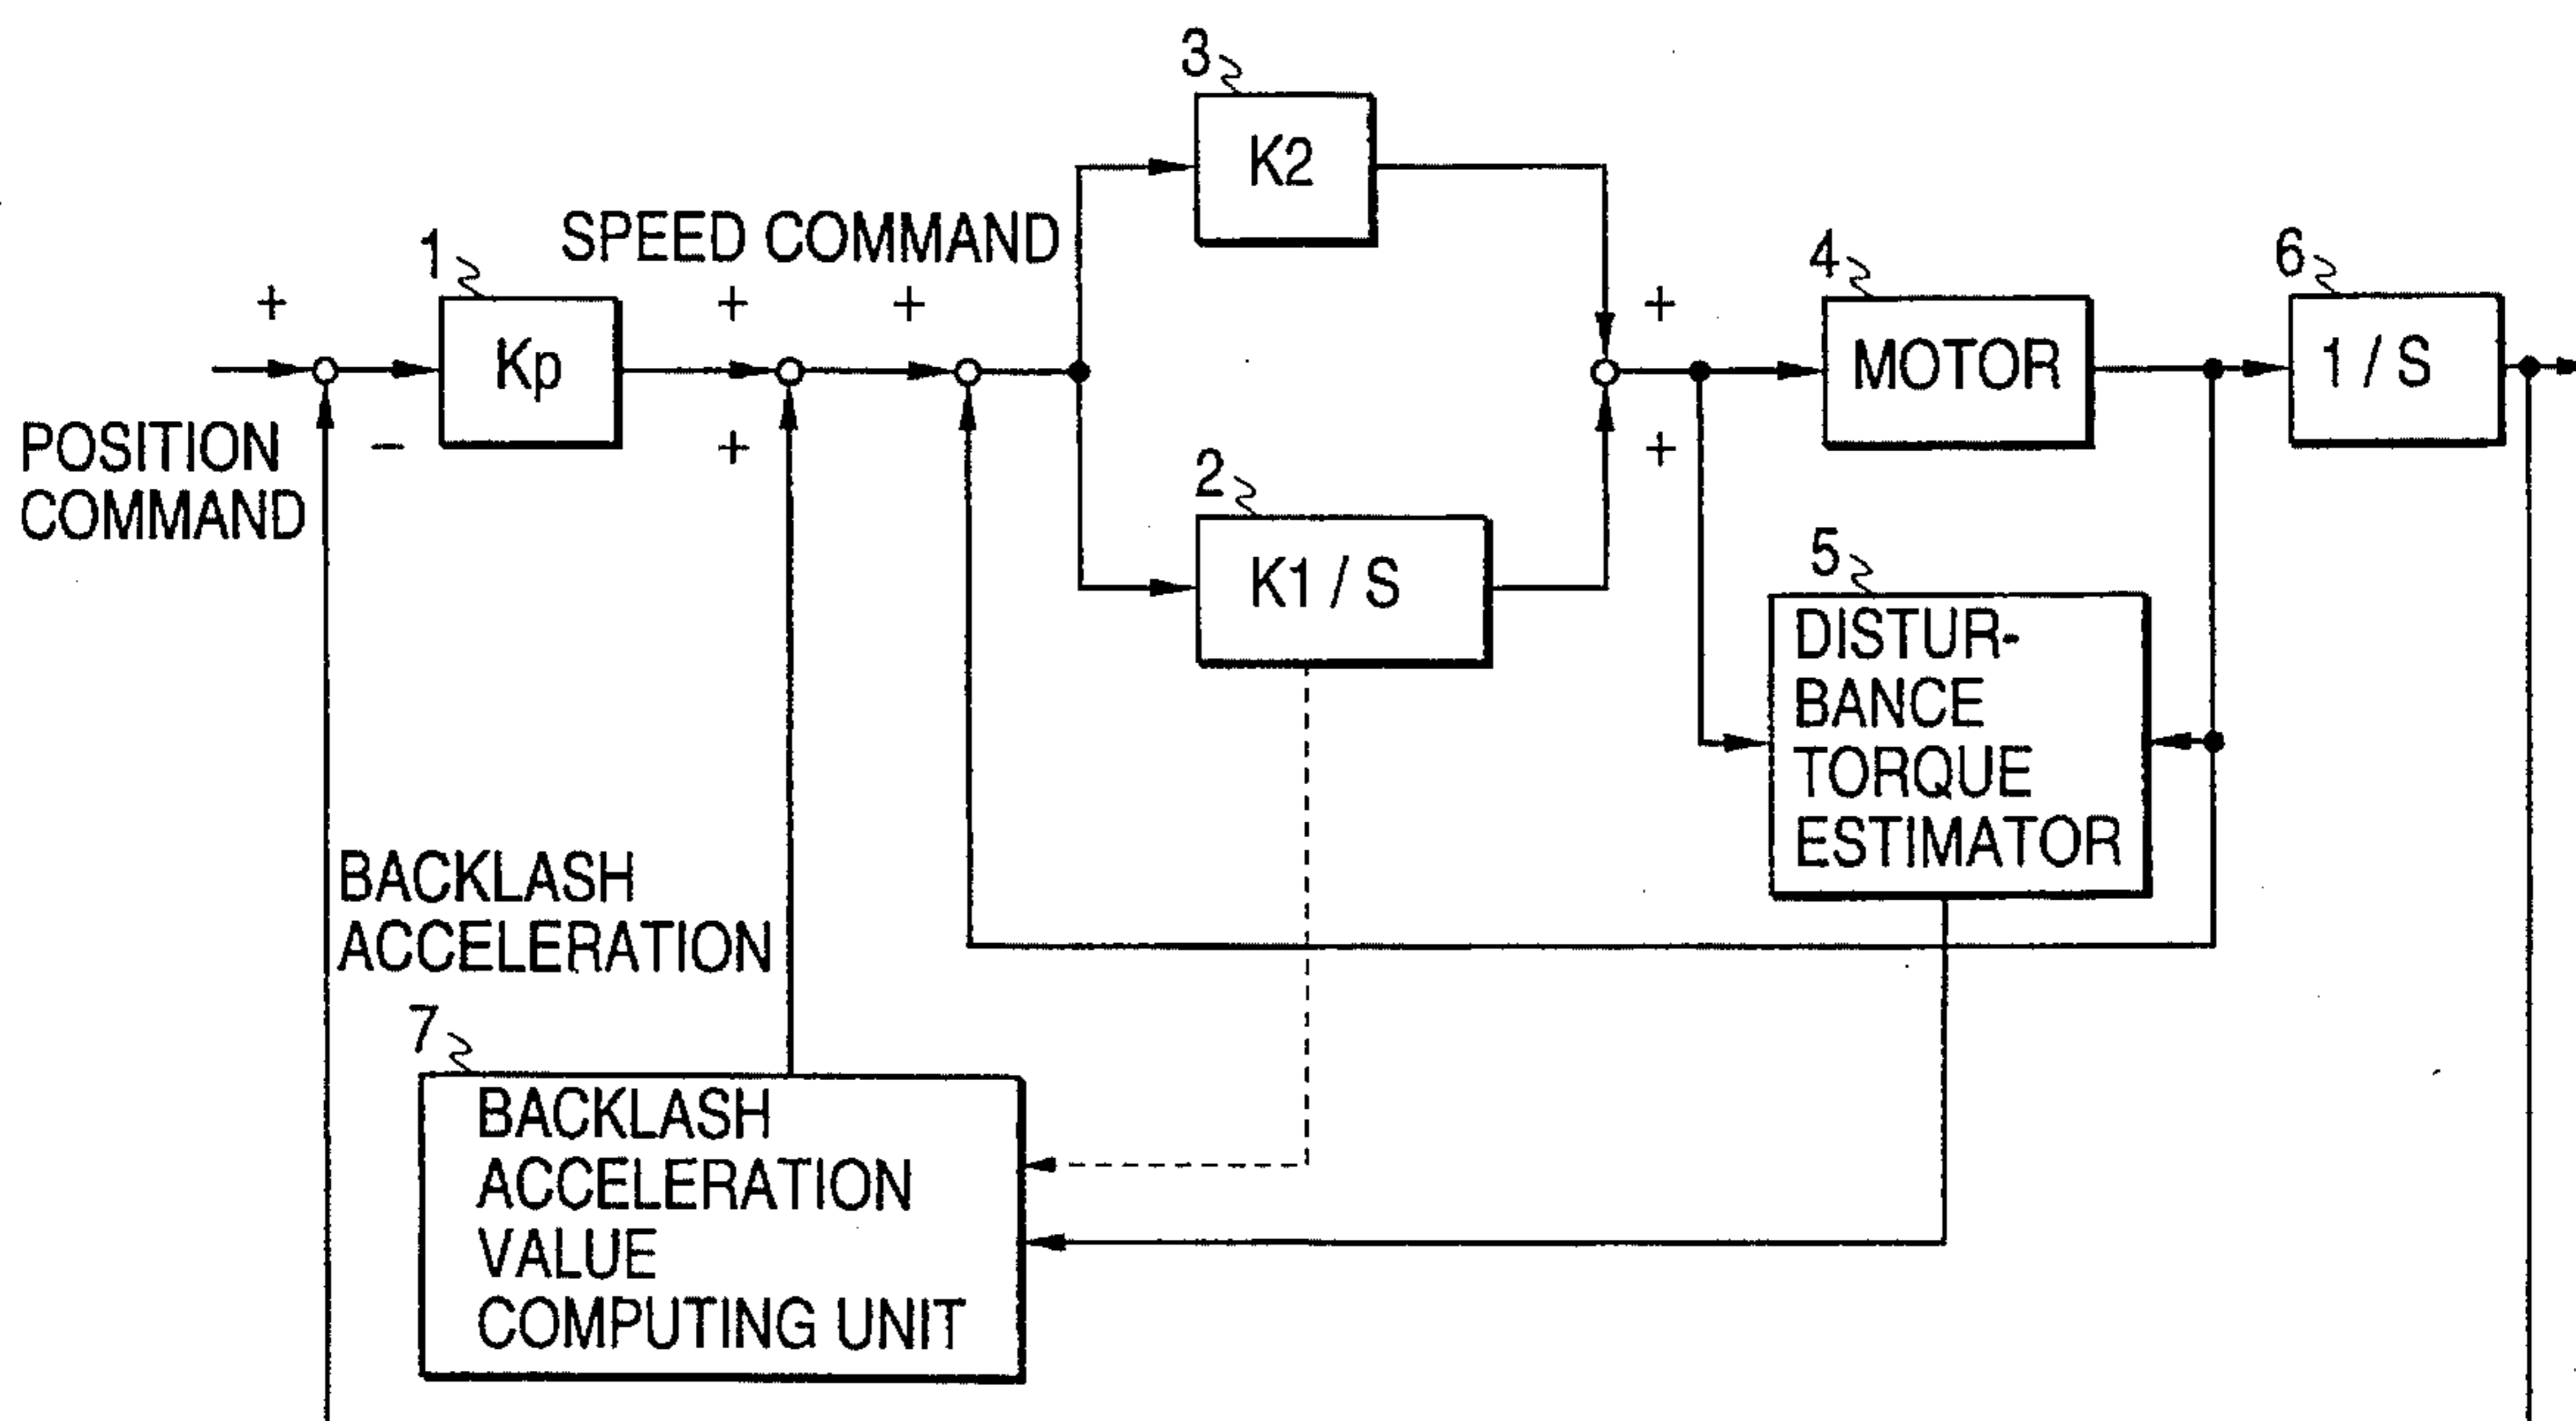 3
K2
SPEED COMMAND
1
4
6
+
+
+
+
Kp
MOTOR
1 / S
POSITION
COMMAND
−
+
+
2
K1 / S
5
DISTUR-
BANCE
TORQUE
ESTIMATOR
BACKLASH
ACCELERATION
7
BACKLASH
ACCELERATION
VALUE
COMPUTING UNIT